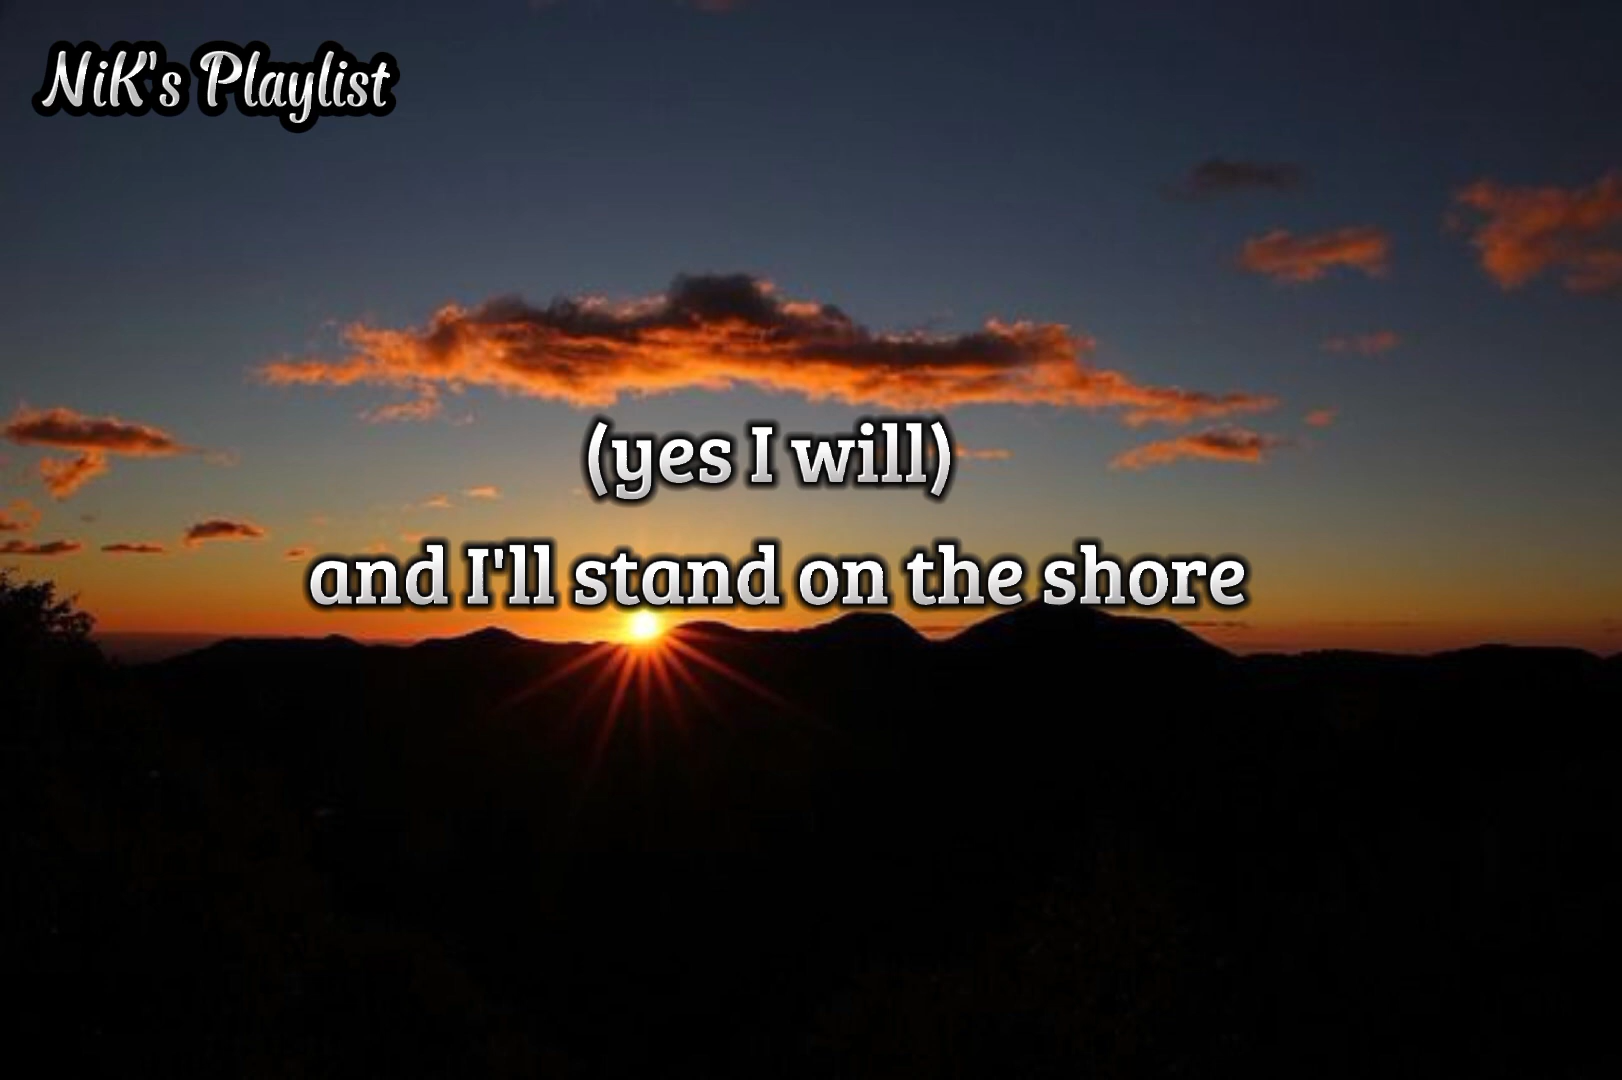 NiK's Playlist
(yes I will)
and I'll stand on the shore